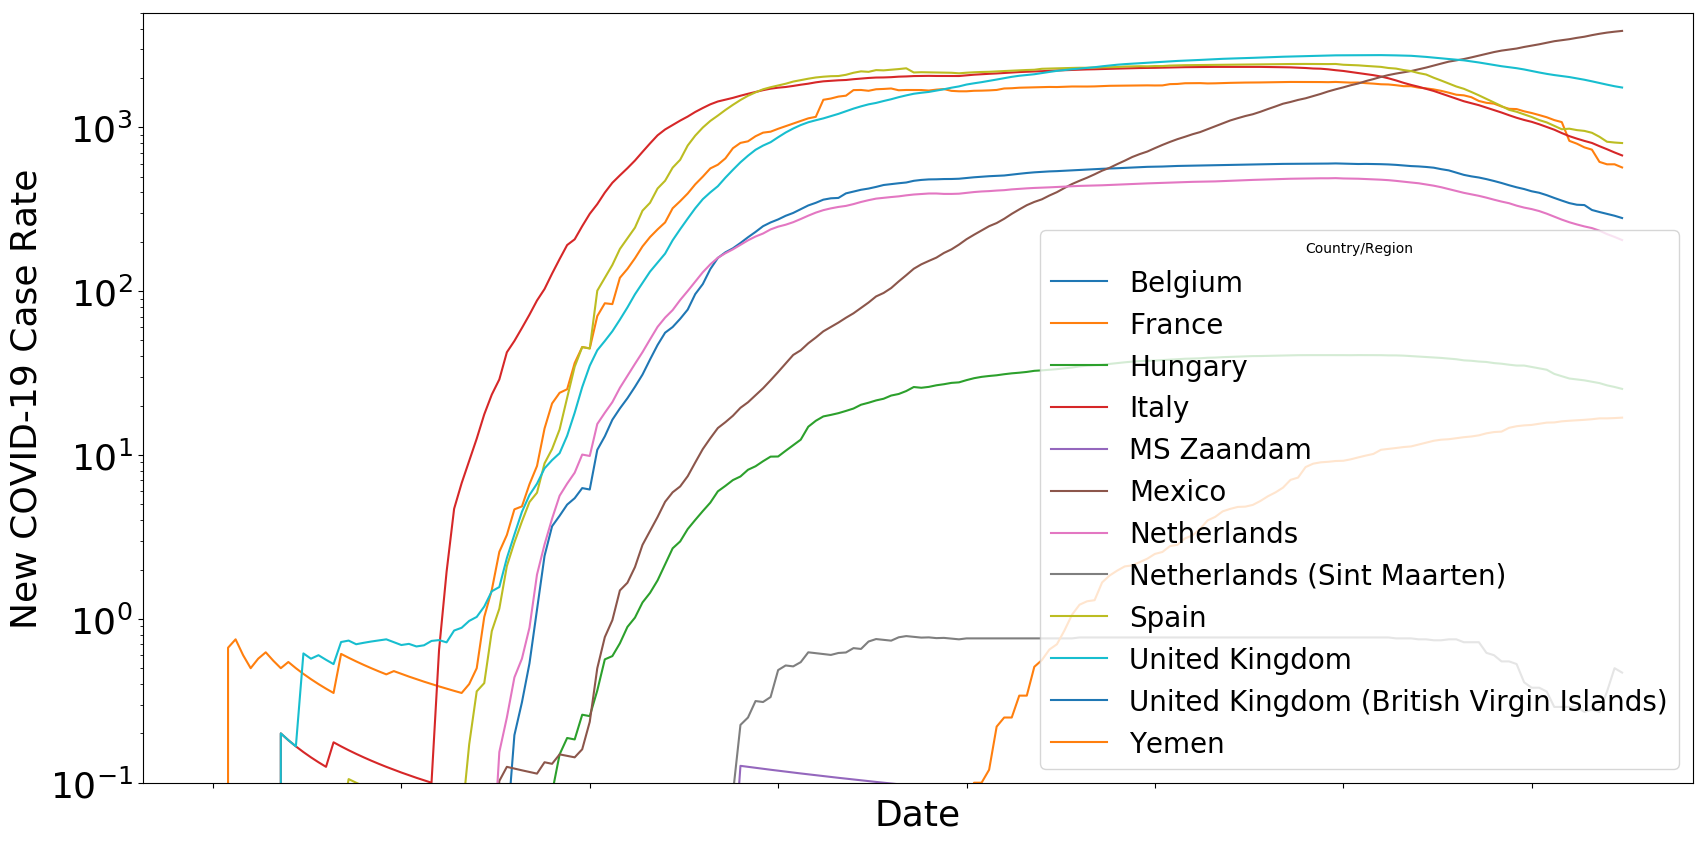 New COVID-19 Case Rate
10³
10²
10¹
10⁰
10⁻¹
Date
Country/Region
Belgium
France
Hungary
Italy
MS Zaandam
Mexico
Netherlands
Netherlands (Sint Maarten)
Spain
United Kingdom
United Kingdom (British Virgin Islands)
Yemen